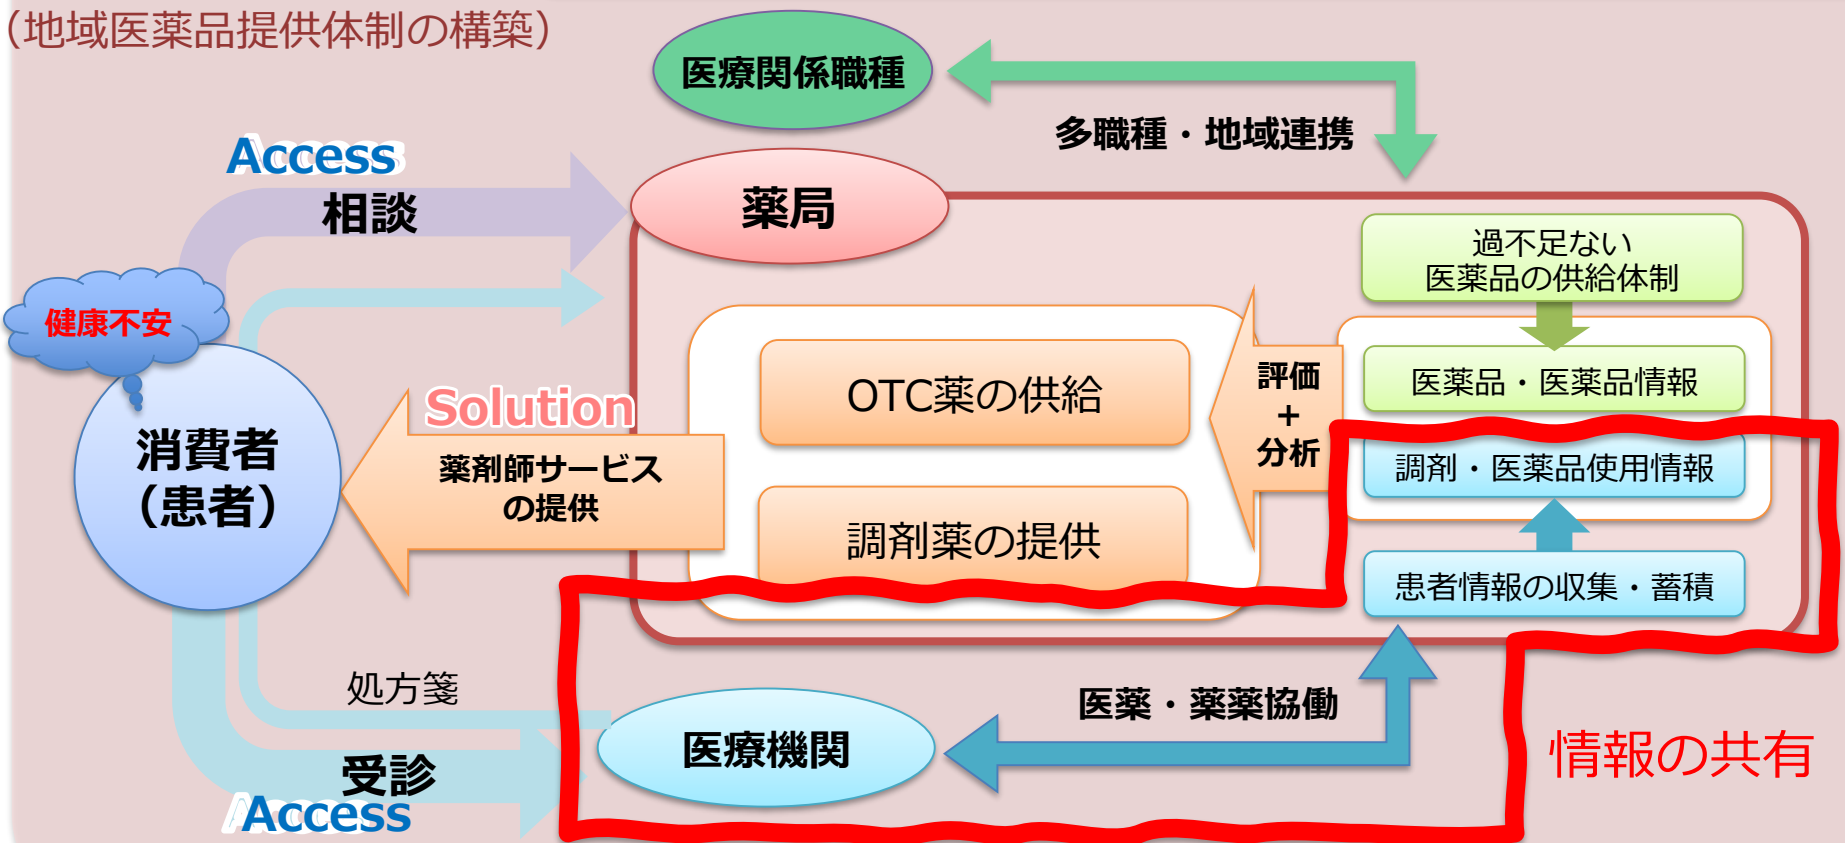 （地域医薬品提供体制の構築）
医療関係職種
多職種・地域連携
Access
相談
薬局
過不足ない
医薬品の供給体制
健康不安
OTC薬の供給
評価
+
分析
医薬品・医薬品情報
Solution
消費者
（患者）
薬剤師サービス
の提供
調剤・医薬品使用情報
調剤薬の提供
患者情報の収集・蓄積
処方箋
医薬・薬薬協働
医療機関
情報の共有
受診
Access